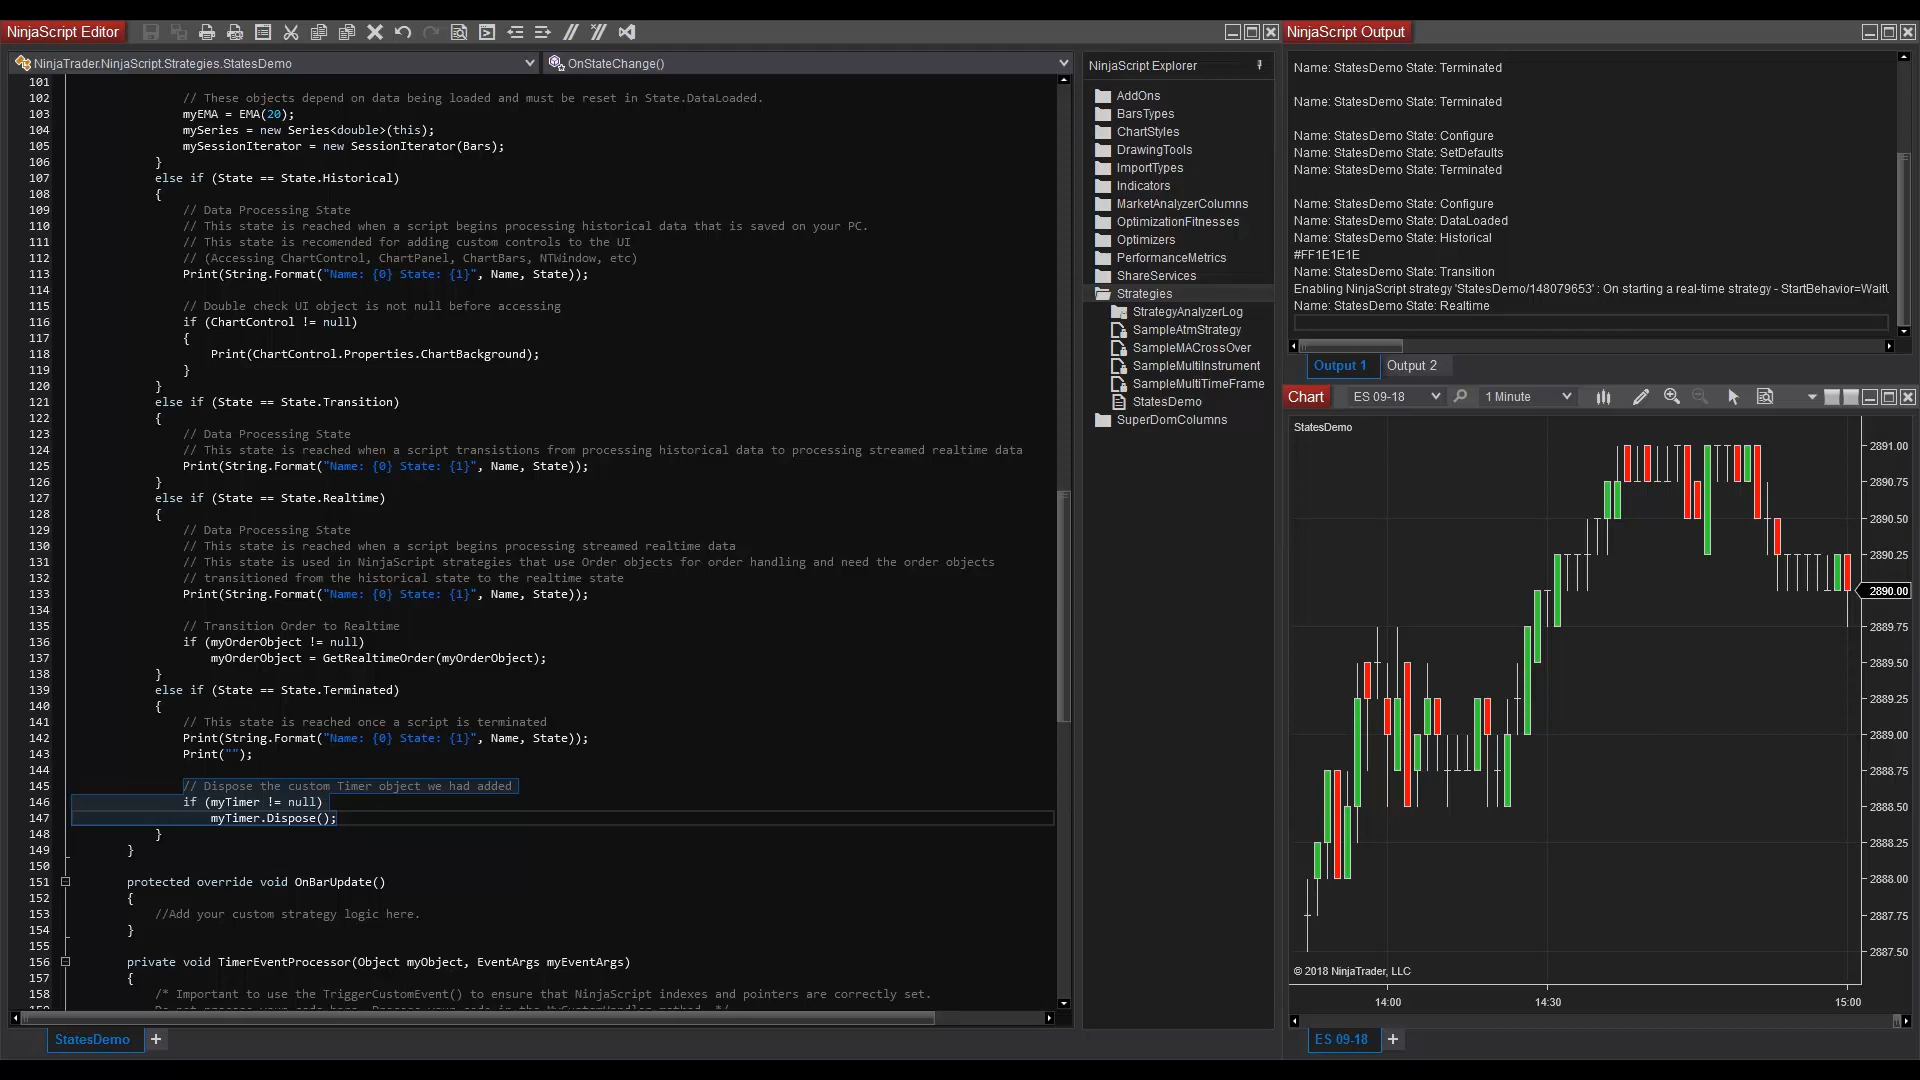 NinjaScript Editor
NinjaTrader.NinjaScript.Strategies.StatesDemo
OnStateChange()
101
102 // These objects depend on data being loaded and must be reset in State.DataLoaded.
103 myEMA = EMA(20);
104 mySeries = new Series<double>(this);
105 mySessionIterator = new SessionIterator(Bars);
106 }
107 else if (State == State.Historical)
108 {
109 // Data Processing State
110 // This state is reached when a script begins processing historical data that is saved on your PC.
111 // This state is recomended for adding custom controls to the UI
112 // (Accessing ChartControl, ChartPanel, ChartBars, NTWindow, etc)
113 Print(String.Format("Name: {0} State: {1}", Name, State));
114
115 // Double check UI object is not null before accessing
116 if (ChartControl != null)
117 {
118 Print(ChartControl.Properties.ChartBackground);
119 }
120 }
121 else if (State == State.Transition)
122 {
123 // Data Processing State
124 // This state is reached when a script transistions from processing historical data to processing streamed realtime data
125 Print(String.Format("Name: {0} State: {1}", Name, State));
126 }
127 else if (State == State.Realtime)
128 {
129 // Data Processing State
130 // This state is reached when a script begins processing streamed realtime data
131 // This state is used in NinjaScript strategies that use Order objects for order handling and need the order objects
132 // transitioned from the historical state to the realtime state
133 Print(String.Format("Name: {0} State: {1}", Name, State));
134
135 // Transition Order to Realtime
136 if (myOrderObject != null)
137 myOrderObject = GetRealtimeOrder(myOrderObject);
138 }
139 else if (State == State.Terminated)
140 {
141 // This state is reached once a script is terminated
142 Print(String.Format("Name: {0} State: {1}", Name, State));
143 Print("");
144
145 // Dispose the custom Timer object we had added
146 if (myTimer != null)
147 myTimer.Dispose();
148 }
149 }
150
151 protected override void OnBarUpdate()
152 {
153 //Add your custom strategy logic here.
154 }
155
156 private void TimerEventProcessor(Object myObject, EventArgs myEventArgs)
157 {
158 /* Important to use the TriggerCustomEvent() to ensure that NinjaScript indexes and pointers are correctly set.
StatesDemo
+
NinjaScript Explorer
AddOns
BarsTypes
ChartStyles
DrawingTools
ImportTypes
Indicators
MarketAnalyzerColumns
OptimizationFitnesses
Optimizers
PerformanceMetrics
ShareServices
Strategies
StrategyAnalyzerLog
SampleAtmStrategy
SampleMACrossOver
SampleMultiInstrument
SampleMultiTimeFrame
StatesDemo
SuperDomColumns
NinjaScript Output
Name: StatesDemo State: Terminated
Name: StatesDemo State: Terminated
Name: StatesDemo State: Configure
Name: StatesDemo State: SetDefaults
Name: StatesDemo State: Terminated
Name: StatesDemo State: Configure
Name: StatesDemo State: DataLoaded
Name: StatesDemo State: Historical
#FF1E1E1E
Name: StatesDemo State: Transition
Enabling NinjaScript strategy 'StatesDemo/148079653' : On starting a real-time strategy - StartBehavior=WaitU
Name: StatesDemo State: Realtime
Output 1
Output 2
Chart
ES 09-18
1 Minute
StatesDemo
2891.00
2890.75
2890.50
2890.25
2890.00
2889.75
2889.50
2889.25
2889.00
2888.75
2888.50
2888.25
2888.00
2887.75
2887.50
© 2018 NinjaTrader, LLC
14:00
14:30
15:00
ES 09-18
+